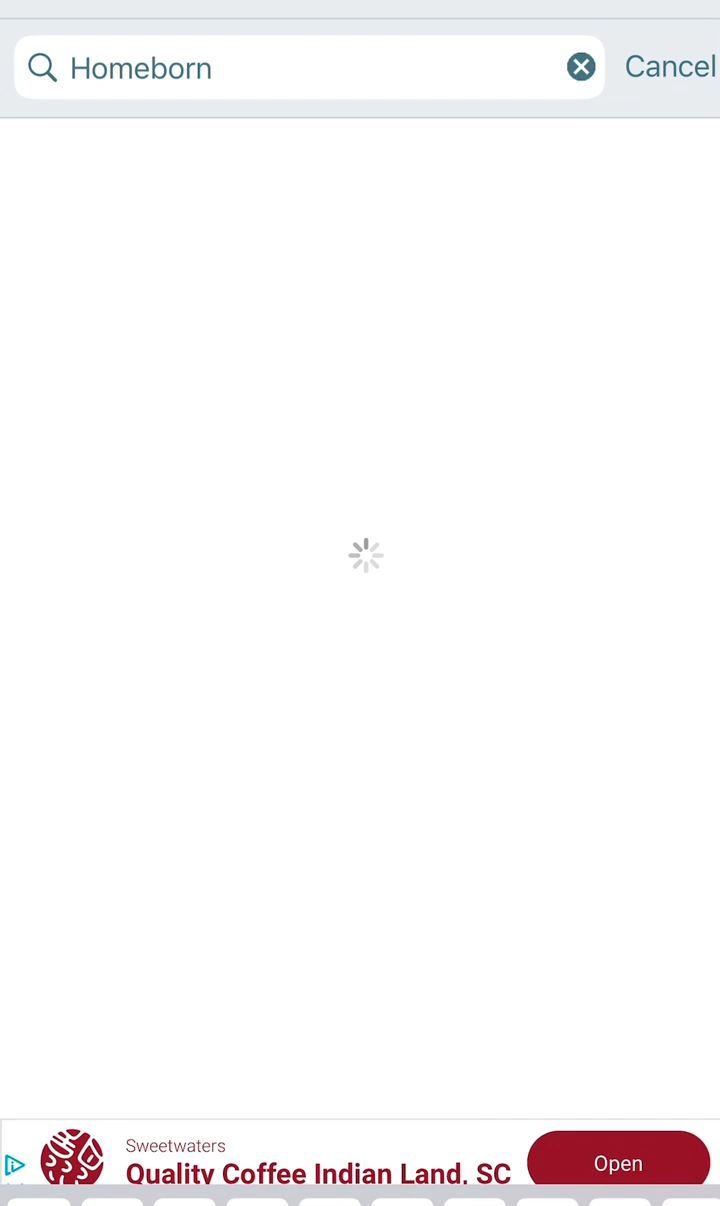 Homeborn
Cancel
Sweetwaters
Quality Coffee Indian Land, SC
Open